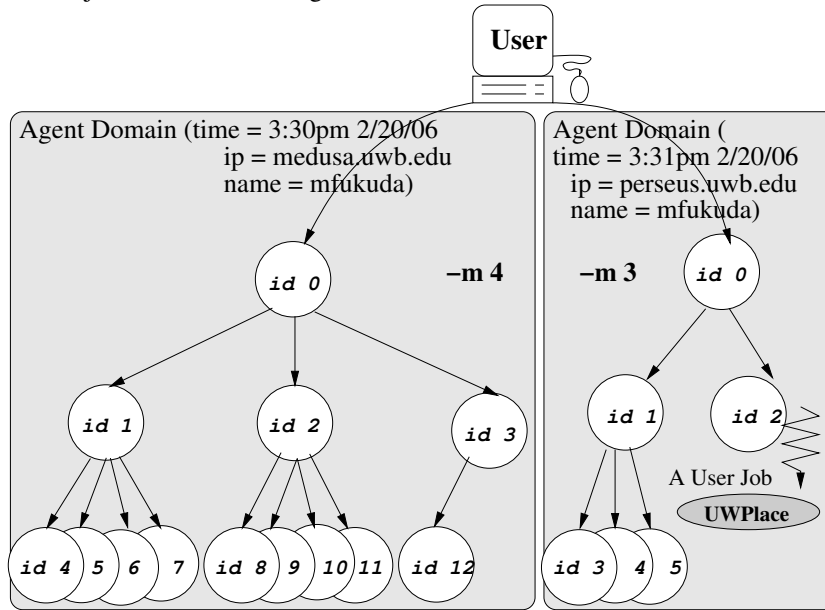 User
Agent Domain (time = 3:30pm 2/20/06
ip = medusa.uwb.edu
name = mfukuda)
Agent Domain (
time = 3:31pm 2/20/06
ip = perseus.uwb.edu
name = mfukuda)
id 0
–m 4
–m 3
id 0
id 1
id 2
id 3
id 1
id 2
A User Job
UWPlace
id 4
5
6
7
id 8
9
10
11
id 12
id 3
4
5